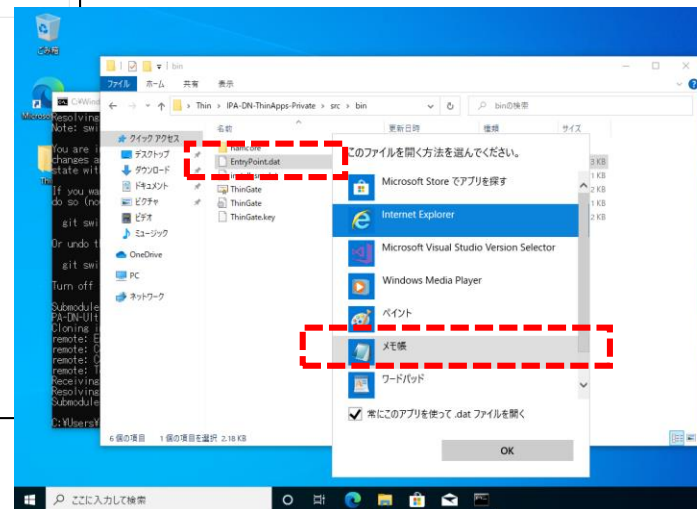 ごみ箱
bin
ファイル
ホーム
共有
表示
Thin > IPA-DN-ThinApps-Private > src > bin
binの検索
C:¥Wind
Resolving
Note: swi
You are i
changes a
state wit
If you wa
do so (no
git swi
Or undo t
git swi
Turn off
Submodule
Cloning i
remote: E
remote: C
remote: C
remote: T
Receiving
Resolving
Submodule
C:¥Users¥
クイック アクセス
デスクトップ
ダウンロード
ドキュメント
ピクチャ
ビデオ
ミュージック
OneDrive
PC
ネットワーク
名前
更新日時
種類
サイズ
hamcore
EntryPoint.dat
ThinGate
ThinGate
ThinGate.key
3 KB
1 KB
2 KB
1 KB
2 KB
このファイルを開く方法を選んでください。
Microsoft Store でアプリを探す
Internet Explorer
Microsoft Visual Studio Version Selector
Windows Media Player
ペイント
メモ帳
ワードパッド
常にこのアプリを使って .dat ファイルを開く
OK
6 個の項目
1 個の項目を選択 2.18 KB
ここに入力して検索